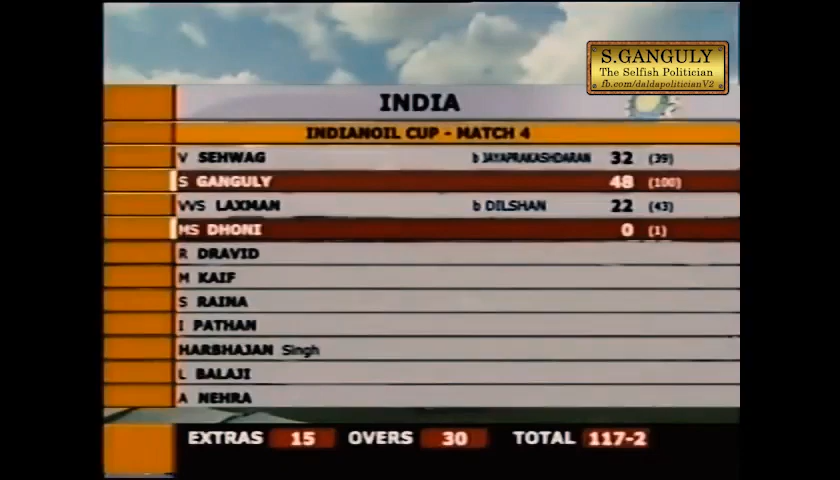 S.GANGULY
The Selfish Politician
fb.com/daldapoliticianV2
INDIA
INDIANOIL CUP - MATCH 4
V SEHWAG b JAYAPRAKASHDARAN 32 (39)
S GANGULY 48 (100)
VVS LAXMAN b DILSHAN 22 (43)
MS DHONI 0 (1)
R DRAVID
M KAIF
S RAINA
I PATHAN
HARBHAJAN Singh
L BALAJI
A NEHRA
EXTRAS 15 OVERS 30 TOTAL 117-2